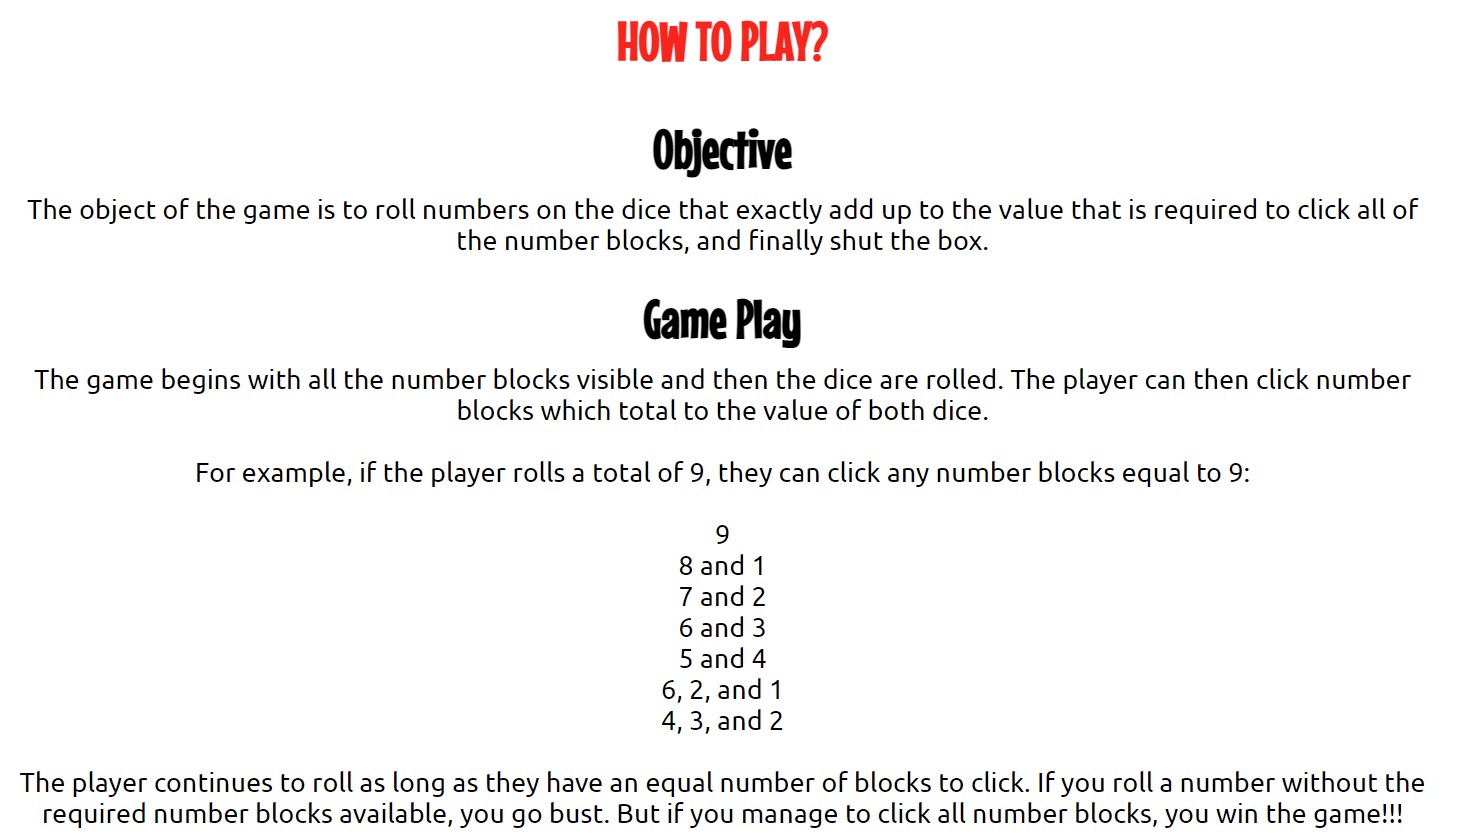 HOW TO PLAY?
Objective
The object of the game is to roll numbers on the dice that exactly add up to the value that is required to click all of
the number blocks, and finally shut the box.
Game Play
The game begins with all the number blocks visible and then the dice are rolled. The player can then click number
blocks which total to the value of both dice.
For example, if the player rolls a total of 9, they can click any number blocks equal to 9:
9
8 and 1
7 and 2
6 and 3
5 and 4
6, 2, and 1
4, 3, and 2
The player continues to roll as long as they have an equal number of blocks to click. If you roll a number without the
required number blocks available, you go bust. But if you manage to click all number blocks, you win the game!!!